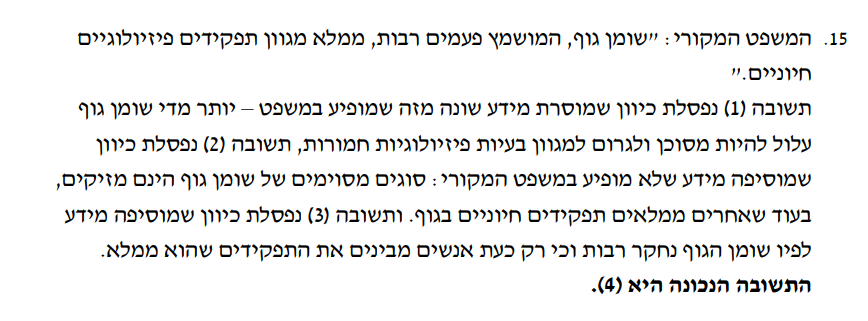 15. המשפט המקורי: "שומן גוף, המושמץ פעמים רבות, ממלא מגוון תפקידים פיזיולוגיים
חיוניים."
תשובה (1) נפסלת כיוון שמוסרת מידע שונה מזה שמופיע במשפט – יותר מדי שומן גוף
עלול להיות מסוכן ולגרום למגוון בעיות פיזיולוגיות חמורות, תשובה (2) נפסלת כיוון
שמוסיפה מידע שלא מופיע במשפט המקורי: סוגים מסוימים של שומן גוף הינם מזיקים,
בעוד שאחרים ממלאים תפקידים חיוניים בגוף. ותשובה (3) נפסלת כיוון שמוסיפה מידע
לפיו שומן הגוף נחקר רבות וכי רק כעת אנשים מבינים את התפקידים שהוא ממלא.
התשובה הנכונה היא (4).